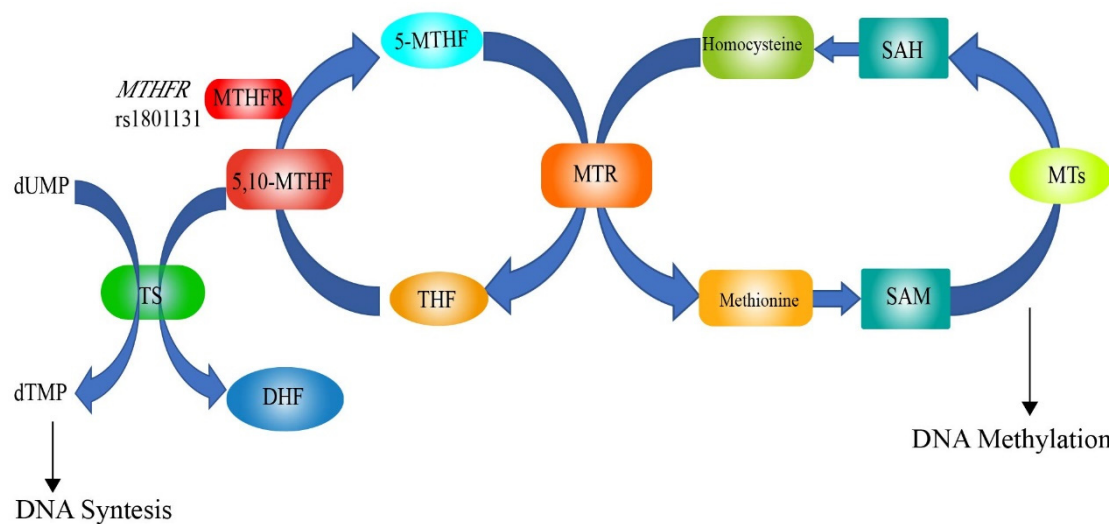 5-MTHF
Homocysteine
SAH
MTHFR
MTHFR
rs1801131
5,10-MTHF
MTR
MTs
dUMP
TS
THF
Methionine
SAM
dTMP
DHF
DNA Methylation
DNA Syntesis